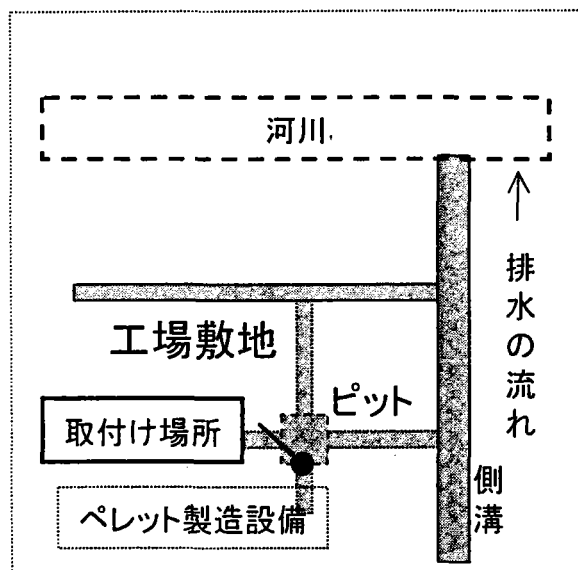 河川
工場敷地
ピット
取付け場所
ペレット製造設備
排水の流れ
側溝